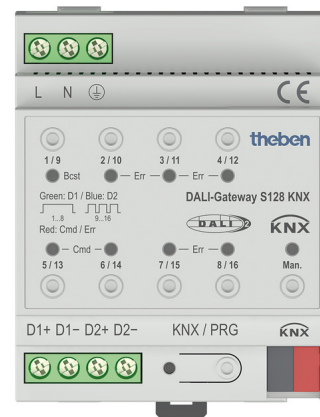 L N
CE
theben
1 / 9 2 / 10 3 / 11 4 / 12
Bcst Err Err
Green: D1 / Blue: D2
1...8 9...16
Red: Cmd / Err
DALI-Gateway S128 KNX
DALI 2
KNX
Cmd Err
5 / 13 6 / 14 7 / 15 8 / 16 Man.
D1+ D1− D2+ D2− KNX / PRG KNX